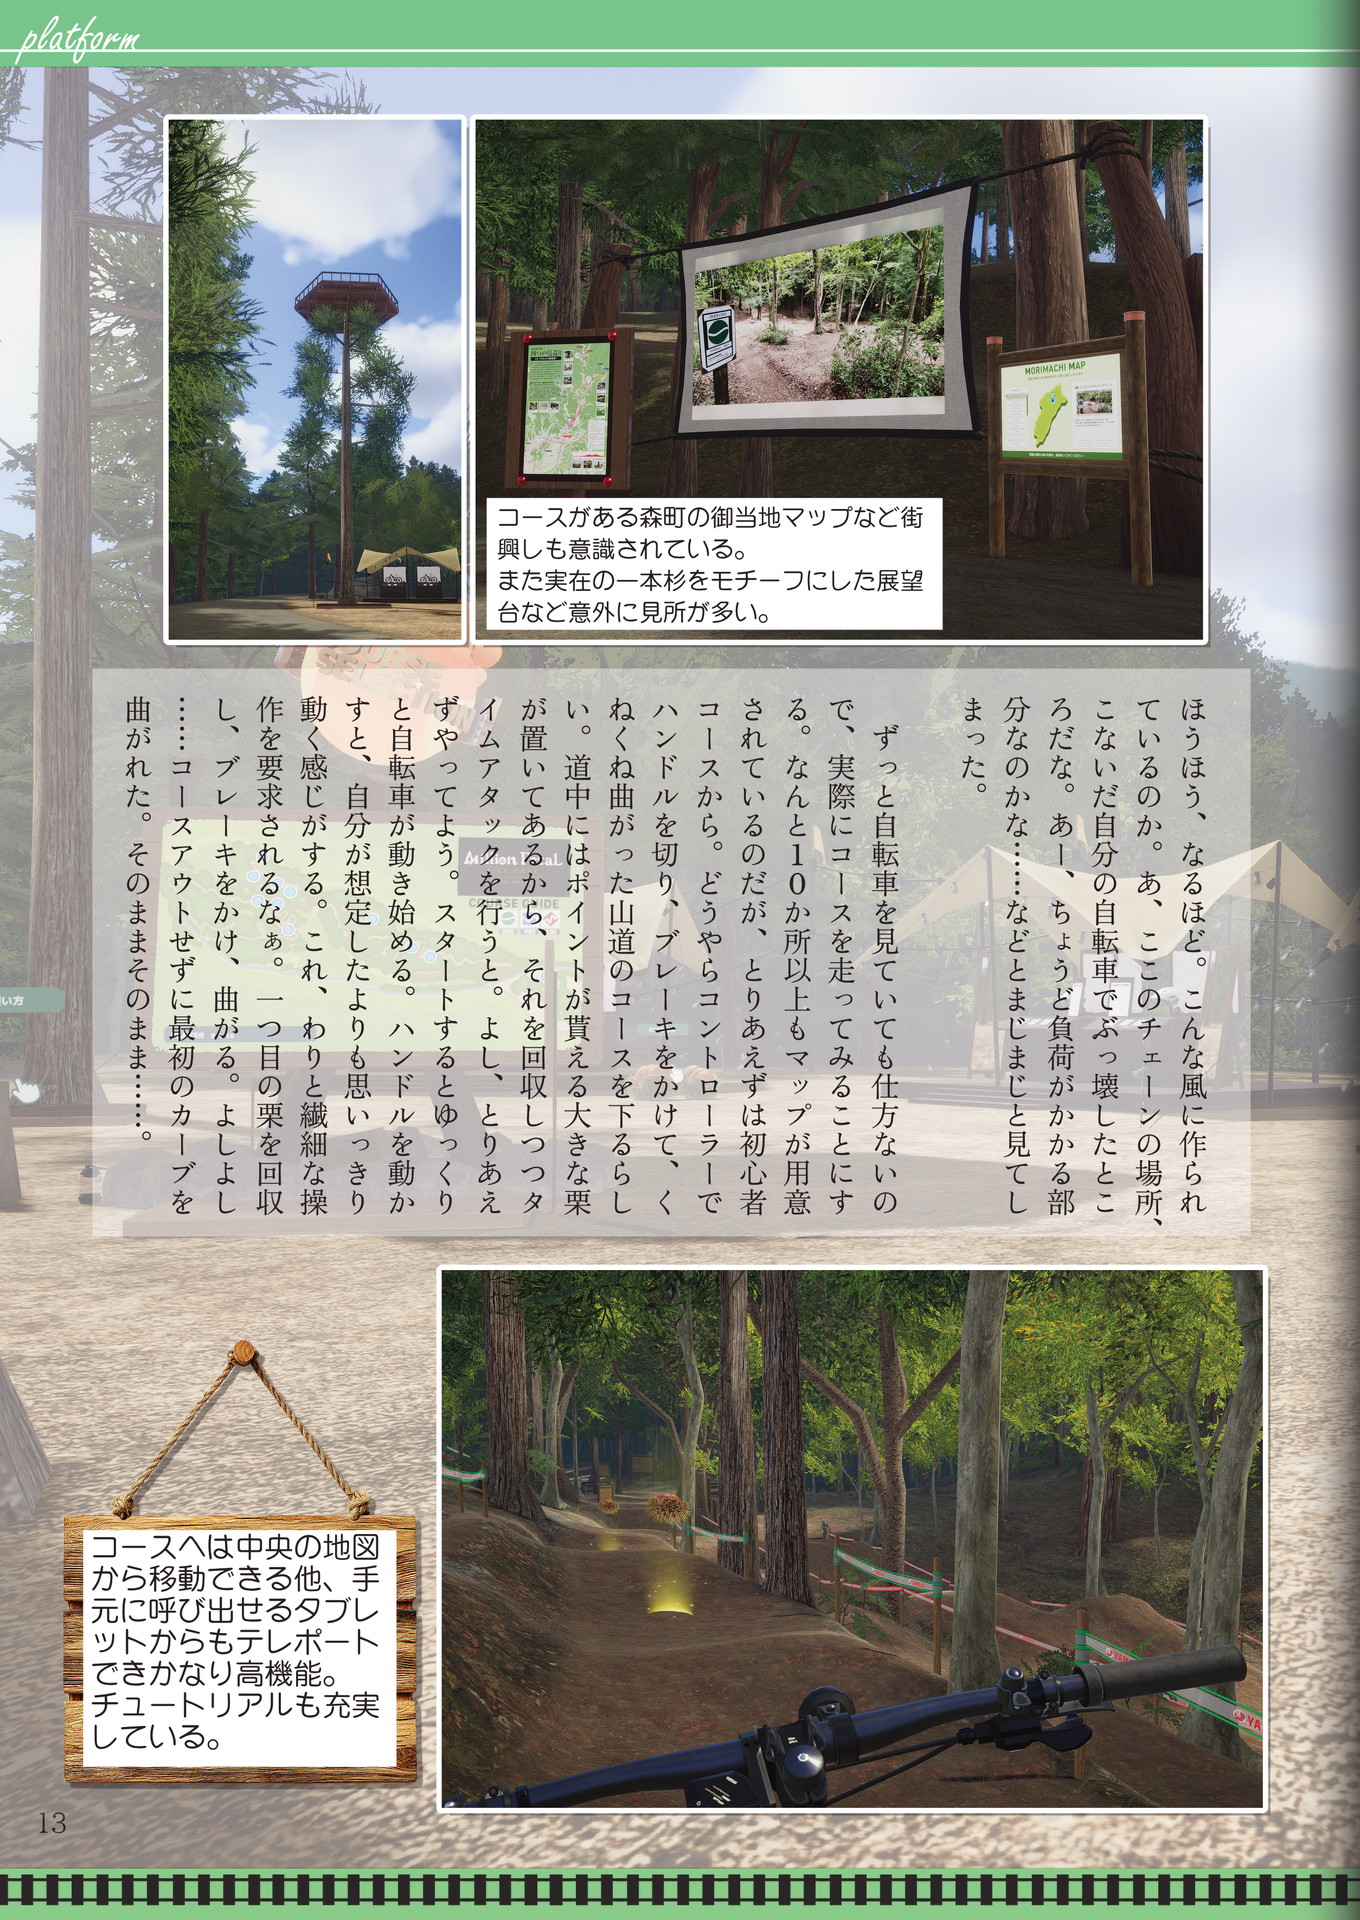 platform
MORIMACHI MAP
コースがある森町の御当地マップなど街
興しも意識されている。
また実在の一本杉をモチーフにした展望
台など意外に見所が多い。
ほうほう、なるほど。こんな風に作られ
ているのか。あ、ここのチェーンの場所、
こないだ自分の自転車でぶっ壊したとこ
ろだな。あー、ちょうど負荷がかかる部
分なのかな……などとまじまじと見てし
まった。
ずっと自転車を見ていても仕方ないの
で、実際にコースを走ってみることにす
る。なんと10か所以上もマップが用意
されているのだが、とりあえずは初心者
コースから。どうやらコントローラーで
ハンドルを切り、ブレーキをかけて、く
ねくね曲がった山道のコースを下るらし
い。道中にはポイントが貰える大きな栗
が置いてあるから、それを回収しつつタ
イムアタックを行うと。よし、とりあえ
ずやってよう。スタートするとゆっくり
と自転車が動き始める。ハンドルを動か
すと、自分が想定したよりも思いっきり
動く感じがする。これ、わりと繊細な操
作を要求されるなぁ。一つ目の栗を回収
し、ブレーキをかけ、曲がる。よしよし
……コースアウトせずに最初のカーブを
曲がれた。そのままそのまま……。
COURSE
SELECTION
COURSE GUIDE
い方
コースへは中央の地図
から移動できる他、手
元に呼び出せるタブレ
ットからもテレポート
できかなり高機能。
チュートリアルも充実
している。
YA
13